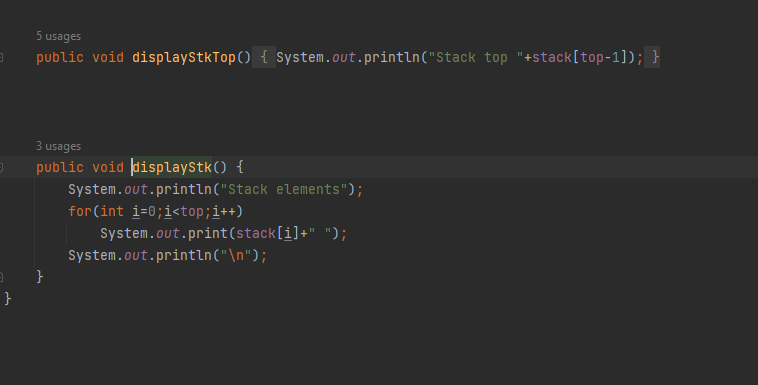 5 usages
public void displayStkTop() { System.out.println("Stack top "+stack[top-1]); }
3 usages
public void displayStk() {
System.out.println("Stack elements");
for(int i=0;i<top;i++)
System.out.print(stack[i]+" ");
System.out.println("\n");
}
}